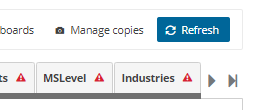 boards Manage copies Refresh
ts MSLevel Industries